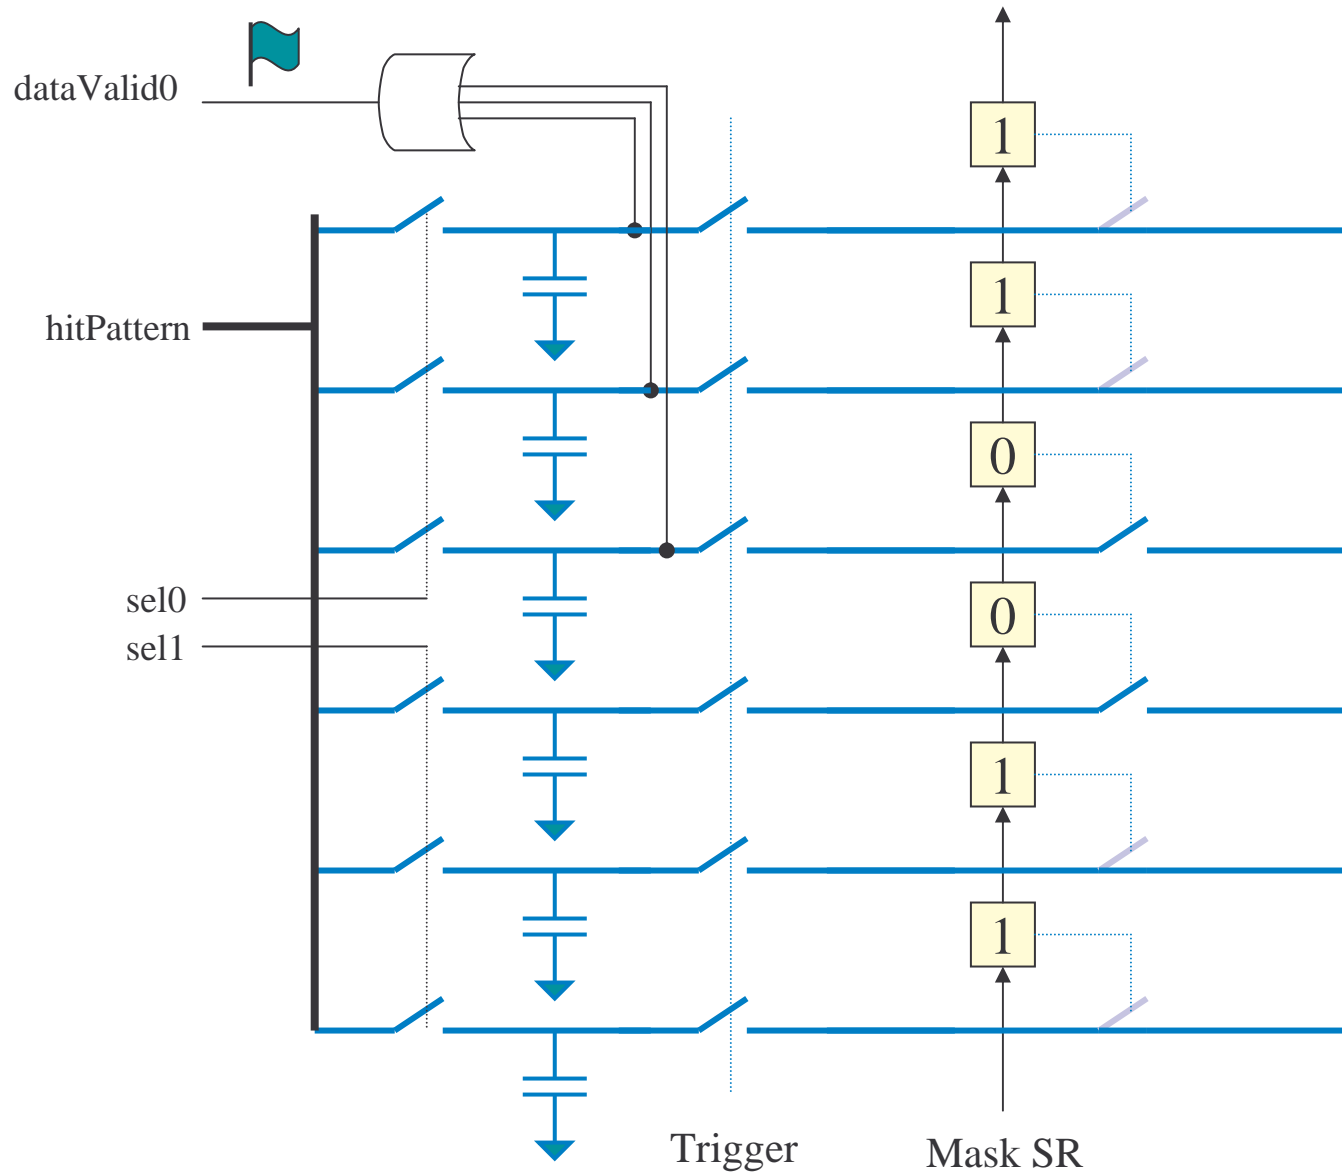 dataValid0
1
1
hitPattern
0
sel0
0
sel1
1
1
Trigger
Mask SR